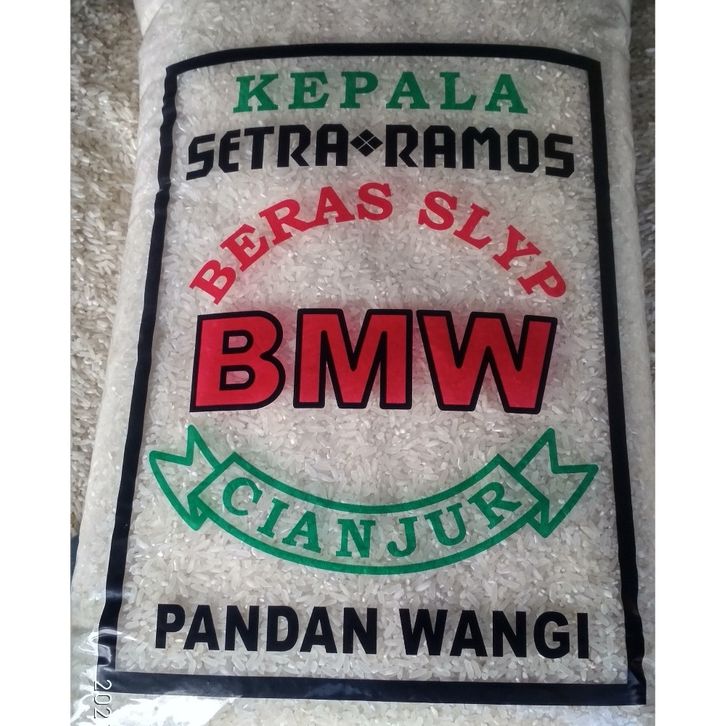 KEPALA
SETRA❖RAMOS
BERAS SLYP
BMW
CIANJUR
PANDAN WANGI